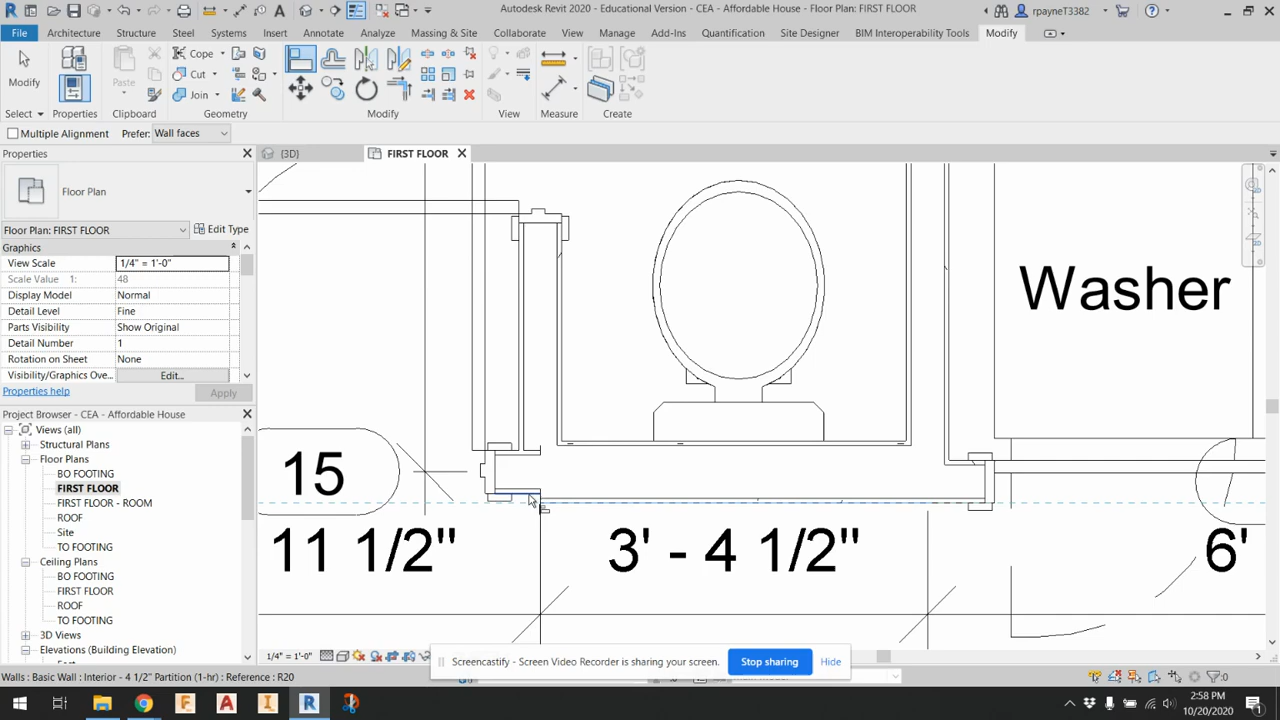 Autodesk Revit 2020 - Educational Version - CEA - Affordable House - Floor Plan: FIRST FLOOR
rpayneT3382
File Architecture Structure Steel Systems Insert Annotate Analyze Massing & Site Collaborate View Manage Add-Ins Quantification Site Designer BIM Interoperability Tools Modify
Cope
Cut
Join
Modify
Paste
Select Properties Clipboard Geometry Modify View Measure Create
Multiple Alignment Prefer: Wall faces
Properties
{3D} FIRST FLOOR
Floor Plan
Floor Plan: FIRST FLOOR Edit Type
Graphics
View Scale 1/4" = 1'-0"
Scale Value 1: 48
Display Model Normal
Detail Level Fine
Parts Visibility Show Original
Detail Number 1
Rotation on Sheet None
Visibility/Graphics Ove... Edit...
Properties help Apply
Project Browser - CEA - Affordable House
Views (all)
Structural Plans
Floor Plans
BO FOOTING
FIRST FLOOR
FIRST FLOOR - ROOM
ROOF
Site
TO FOOTING
Ceiling Plans
BO FOOTING
FIRST FLOOR
ROOF
TO FOOTING
3D Views
Elevations (Building Elevation)
Washer
15
11 1/2" 3' - 4 1/2" 6'
1/4" = 1'-0"
Screencastify - Screen Video Recorder is sharing your screen. Stop sharing Hide
Walls : Basic Wall : Interior - 4 1/2" Partition (1-hr) : Reference : R20
:0
2:58 PM
10/20/2020